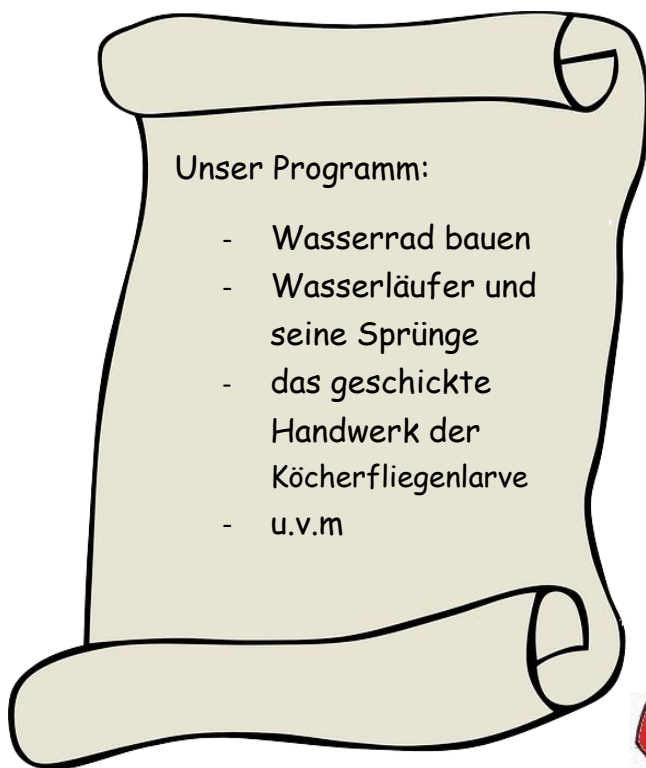 Unser Programm:
- Wasserrad bauen
- Wasserläufer und
seine Sprünge
- das geschickte
Handwerk der
Köcherfliegenlarve
- u.v.m